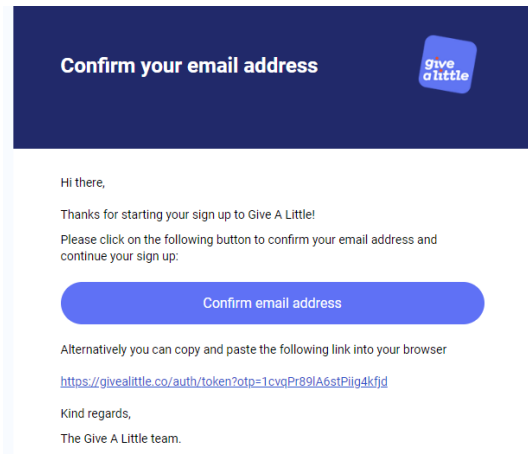 Confirm your email address
give
a little
Hi there,
Thanks for starting your sign up to Give A Little!
Please click on the following button to confirm your email address and
continue your sign up:
Confirm email address
Alternatively you can copy and paste the following link into your browser
https://givealittle.co/auth/token?otp=1cvqPr89lA6stPiig4kfjd
Kind regards,
The Give A Little team.